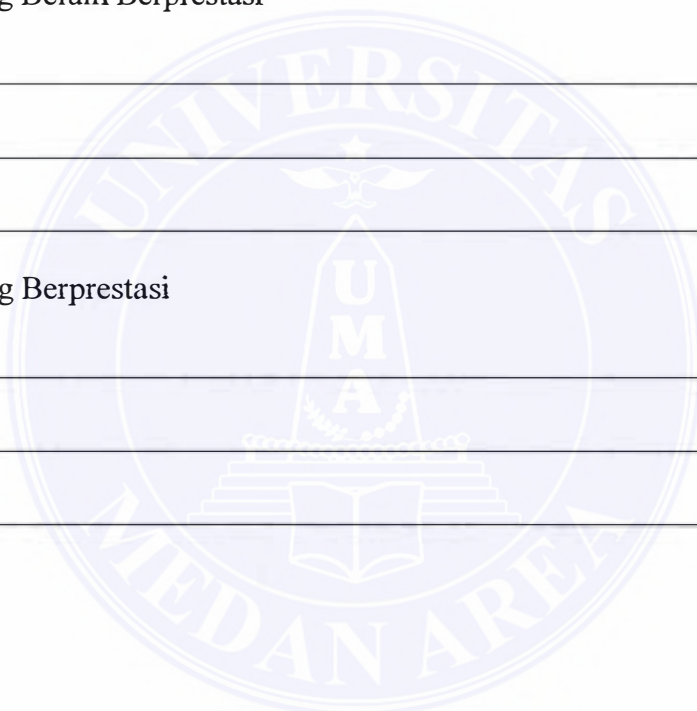 g Belum Berprestasi
UNIVERSITAS
U
M
A
g Berprestasi
MEDAN AREA